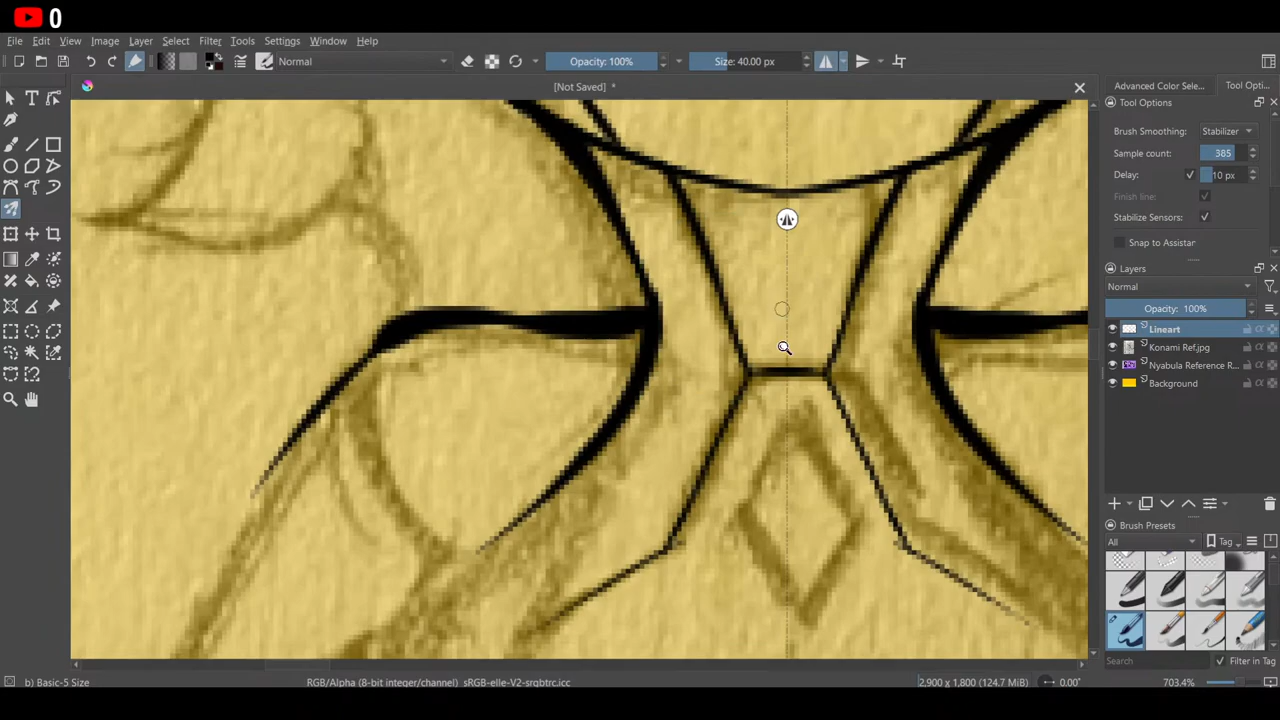 0
File Edit View Image Layer Select Filter Tools Settings Window Help
Normal
Opacity: 100%
Size: 40.00 px
[Not Saved] *
Advanced Color Sele...
Tool Opti...
Tool Options
Brush Smoothing: Stabilizer
Sample count: 385
Delay: 10 px
Finish line:
Stabilize Sensors:
Snap to Assistar
Layers
Normal
Opacity: 100%
Lineart
Konami Ref.jpg
Nyabula Reference R...
Background
Brush Presets
All
Tag
Search
Filter in Tag
b) Basic-5 Size
RGB/Alpha (8-bit integer/channel) sRGB-elle-V2-srgbtrc.icc
2,900 x 1,800 (124.7 MiB)
0.00°
703.4%